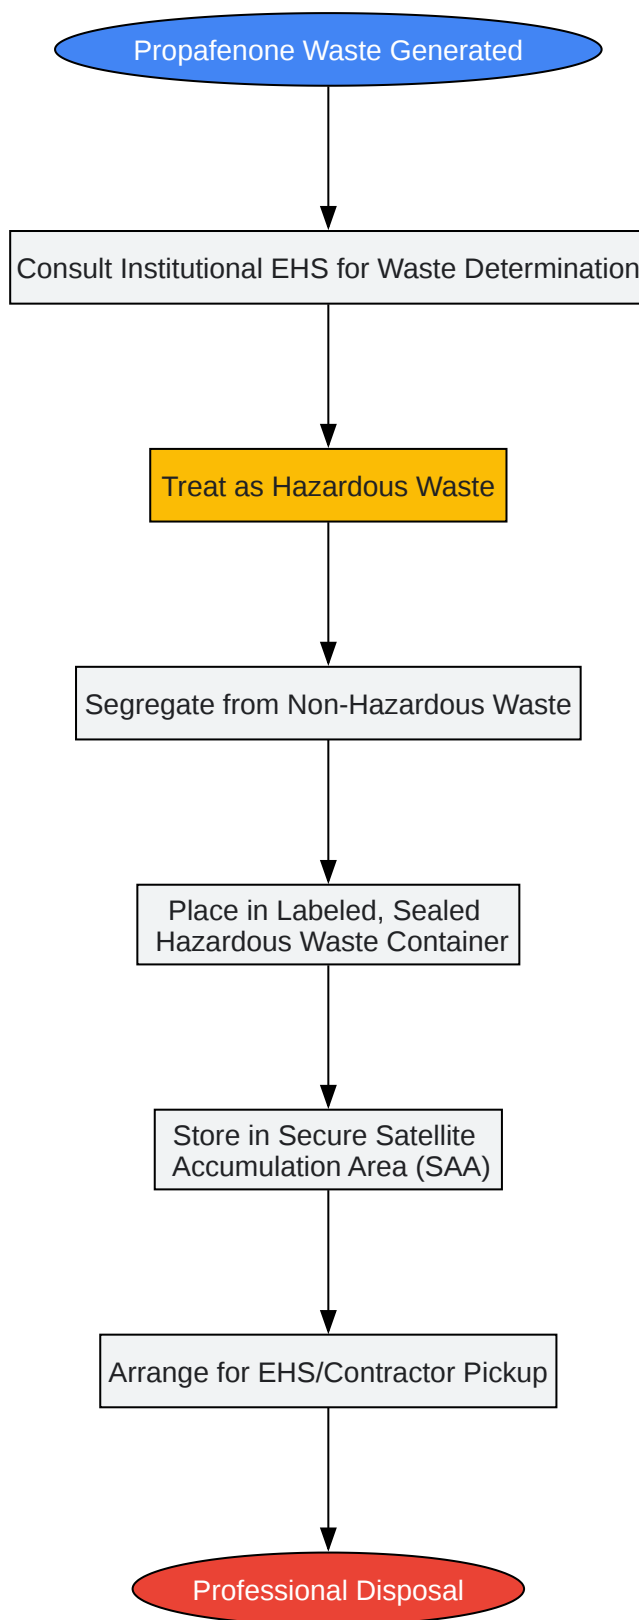 Propafenone Waste Generated
Consult Institutional EHS for Waste Determination
Treat as Hazardous Waste
Segregate from Non-Hazardous Waste
Place in Labeled, Sealed
Hazardous Waste Container
Store in Secure Satellite
Accumulation Area (SAA)
Arrange for EHS/Contractor Pickup
Professional Disposal